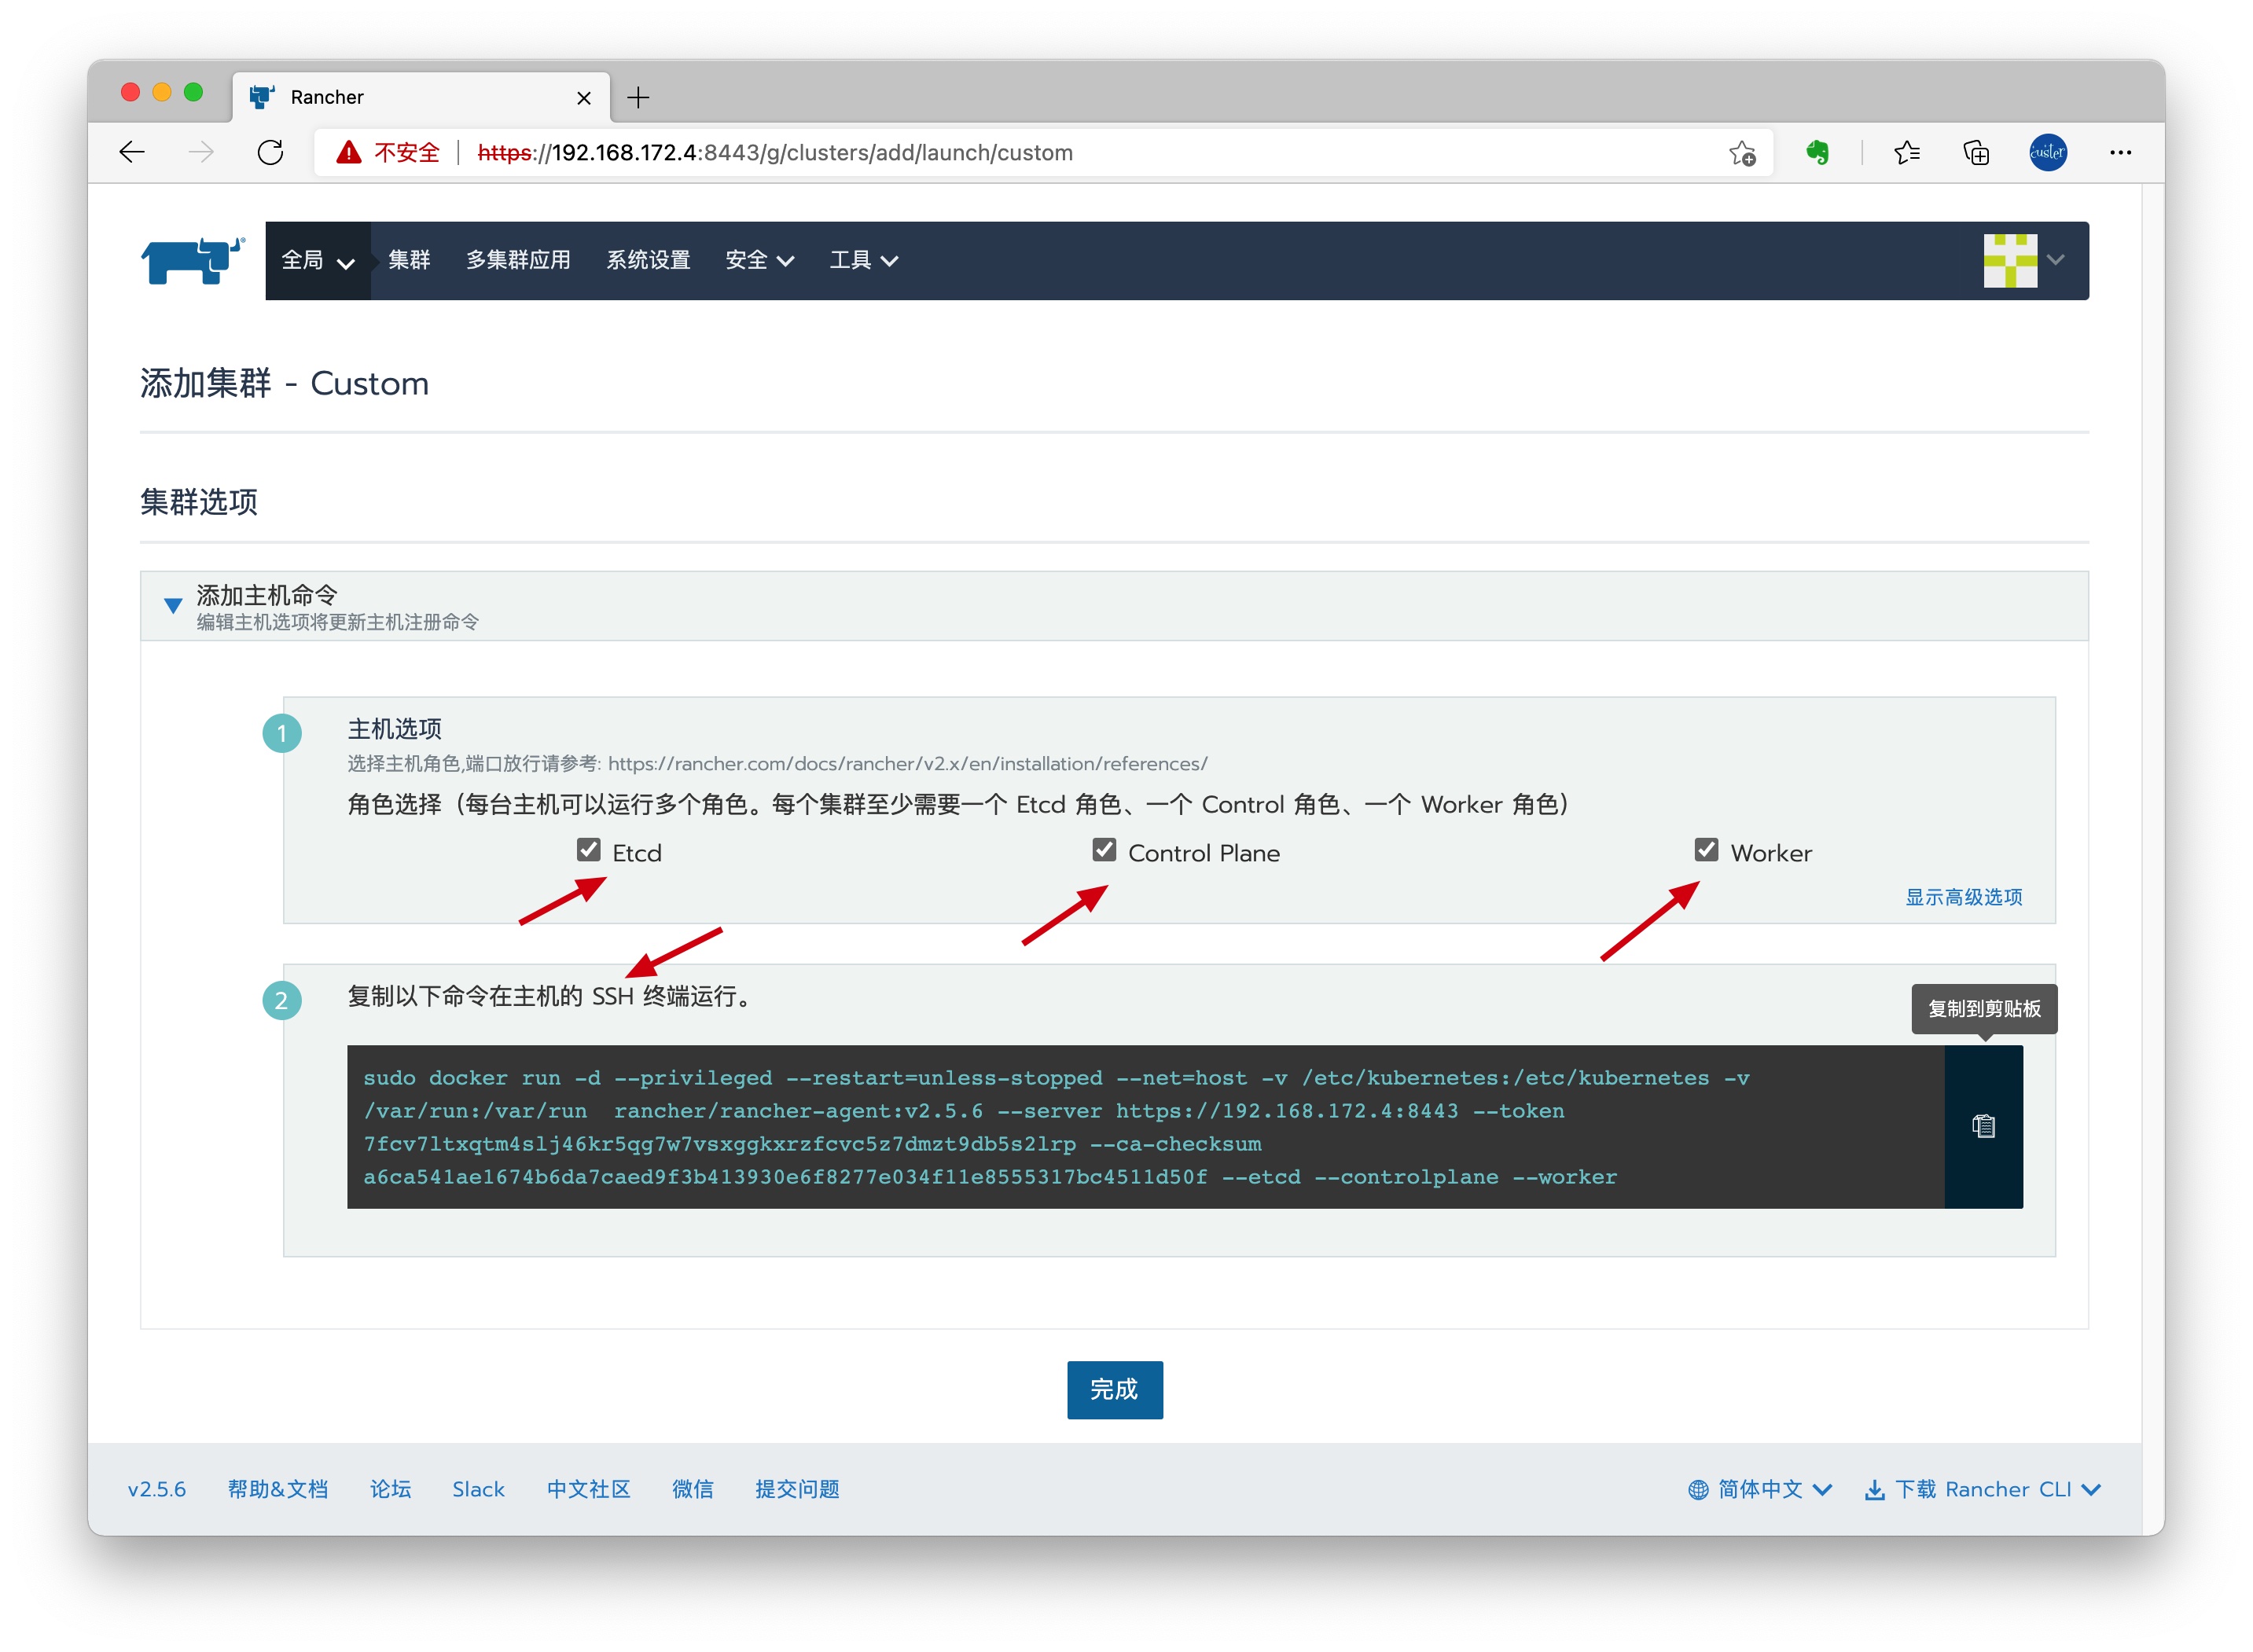 Rancher
不安全 https://192.168.172.4:8443/g/clusters/add/launch/custom
custer
全局 集群 多集群应用 系统设置 安全 工具
添加集群 - Custom
集群选项
添加主机命令
编辑主机选项将更新主机注册命令
1
主机选项
选择主机角色,端口放行请参考: https://rancher.com/docs/rancher/v2.x/en/installation/references/
角色选择（每台主机可以运行多个角色。每个集群至少需要一个 Etcd 角色、一个 Control 角色、一个 Worker 角色）
Etcd Control Plane Worker
显示高级选项
2
复制以下命令在主机的 SSH 终端运行。
复制到剪贴板
sudo docker run -d --privileged --restart=unless-stopped --net=host -v /etc/kubernetes:/etc/kubernetes -v
/var/run:/var/run  rancher/rancher-agent:v2.5.6 --server https://192.168.172.4:8443 --token
7fcv7ltxqtm4slj46kr5qg7w7vsxggkxrzfcvc5z7dmzt9db5s2lrp --ca-checksum
a6ca541ae1674b6da7caed9f3b413930e6f8277e034f11e8555317bc4511d50f --etcd --controlplane --worker
完成
v2.5.6 帮助&文档 论坛 Slack 中文社区 微信 提交问题 简体中文 下载 Rancher CLI